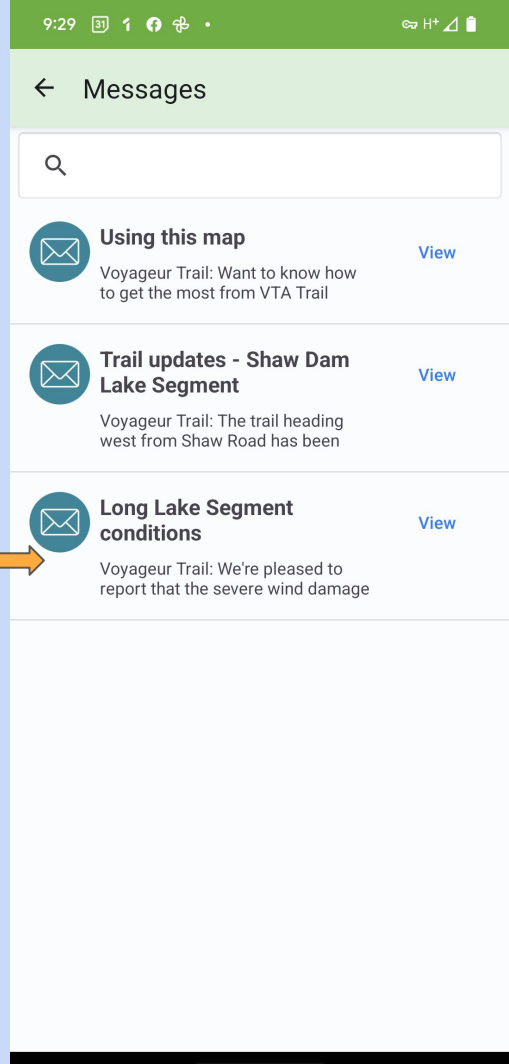 9:29 31 1 H+
Messages
Using this map
View
Voyageur Trail: Want to know how
to get the most from VTA Trail
Trail updates - Shaw Dam
Lake Segment
View
Voyageur Trail: The trail heading
west from Shaw Road has been
Long Lake Segment
conditions
View
Voyageur Trail: We're pleased to
report that the severe wind damage